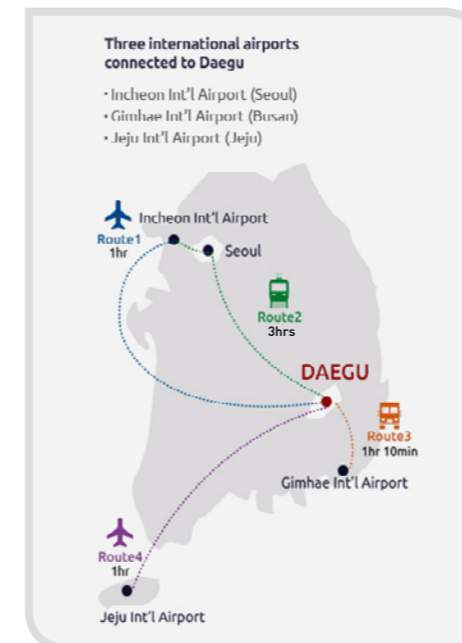 Three international airports
connected to Daegu
· Incheon Int'l Airport (Seoul)
· Gimhae Int'l Airport (Busan)
· Jeju Int'l Airport (Jeju)
Incheon Int'l Airport
Route1
1hr
Seoul
Route2
3hrs
DAEGU
Route3
1hr 10min
Gimhae Int'l Airport
Route4
1hr
Jeju Int'l Airport